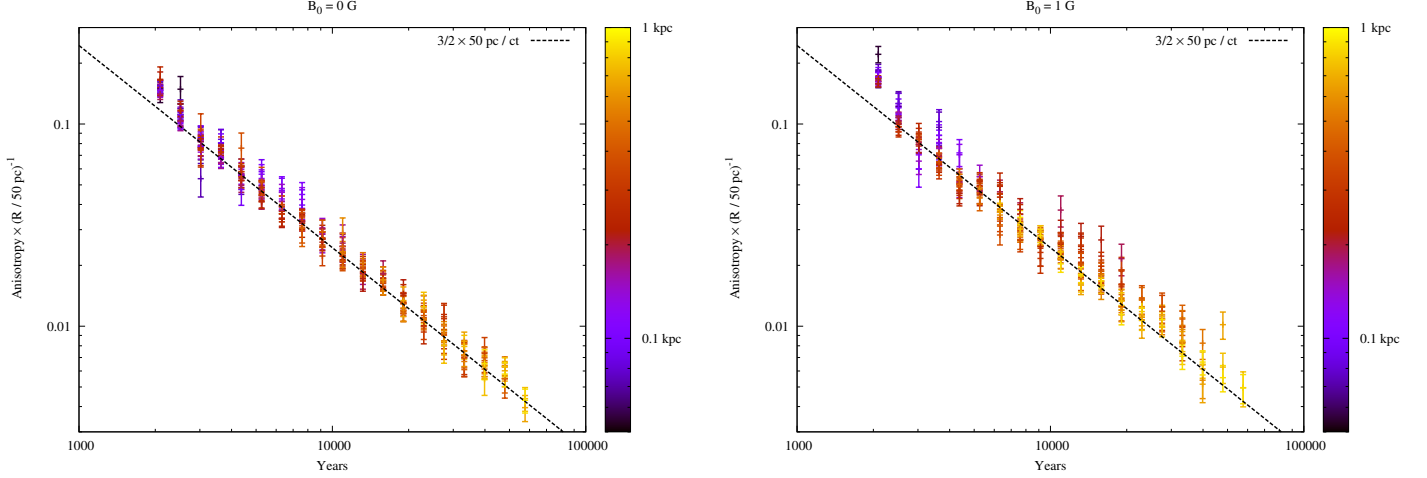 B₀ = 0 G
3/2 × 50 pc / ct
1 kpc
0.1 kpc
0.1
0.01
Anisotropy × (R / 50 pc)⁻¹
1000
10000
100000
Years
B₀ = 1 G
3/2 × 50 pc / ct
1 kpc
0.1 kpc
0.1
0.01
Anisotropy × (R / 50 pc)⁻¹
1000
10000
100000
Years